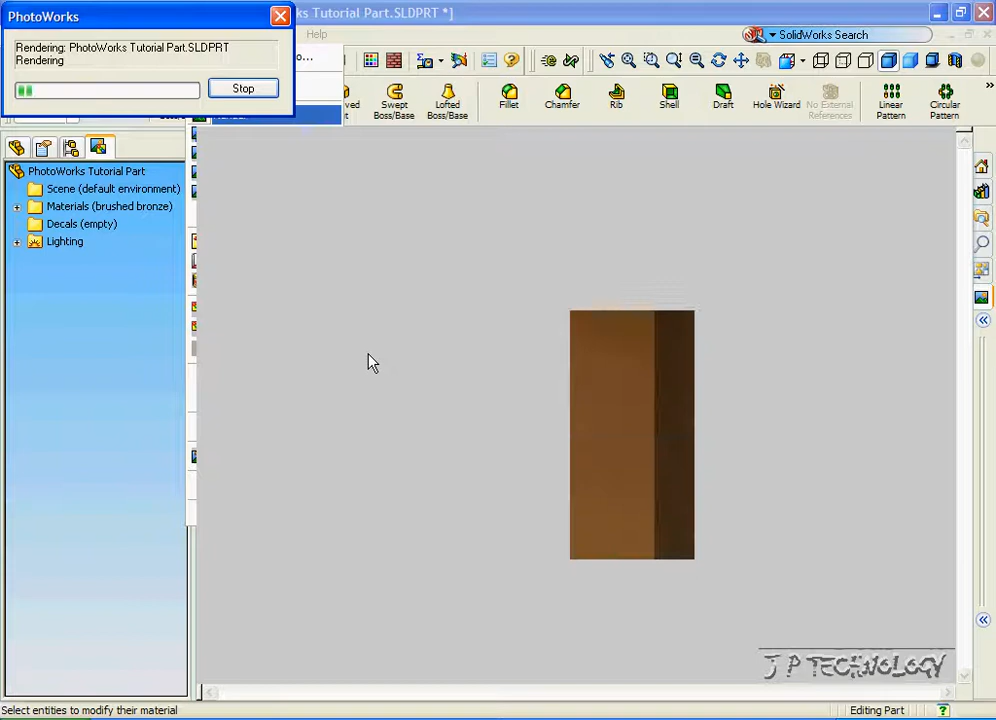 PhotoWorks
ks Tutorial Part.SLDPRT *]
Rendering: PhotoWorks Tutorial Part.SLDPRT
Rendering
Stop
Help
SolidWorks Search
o...
ved
Swept Boss/Base
Lofted Boss/Base
Fillet
Chamfer
Rib
Shell
Draft
Hole Wizard
No External References
Linear Pattern
Circular Pattern
PhotoWorks Tutorial Part
Scene (default environment)
Materials (brushed bronze)
Decals (empty)
Lighting
J P TECHNOLOGY
Select entities to modify their material
Editing Part